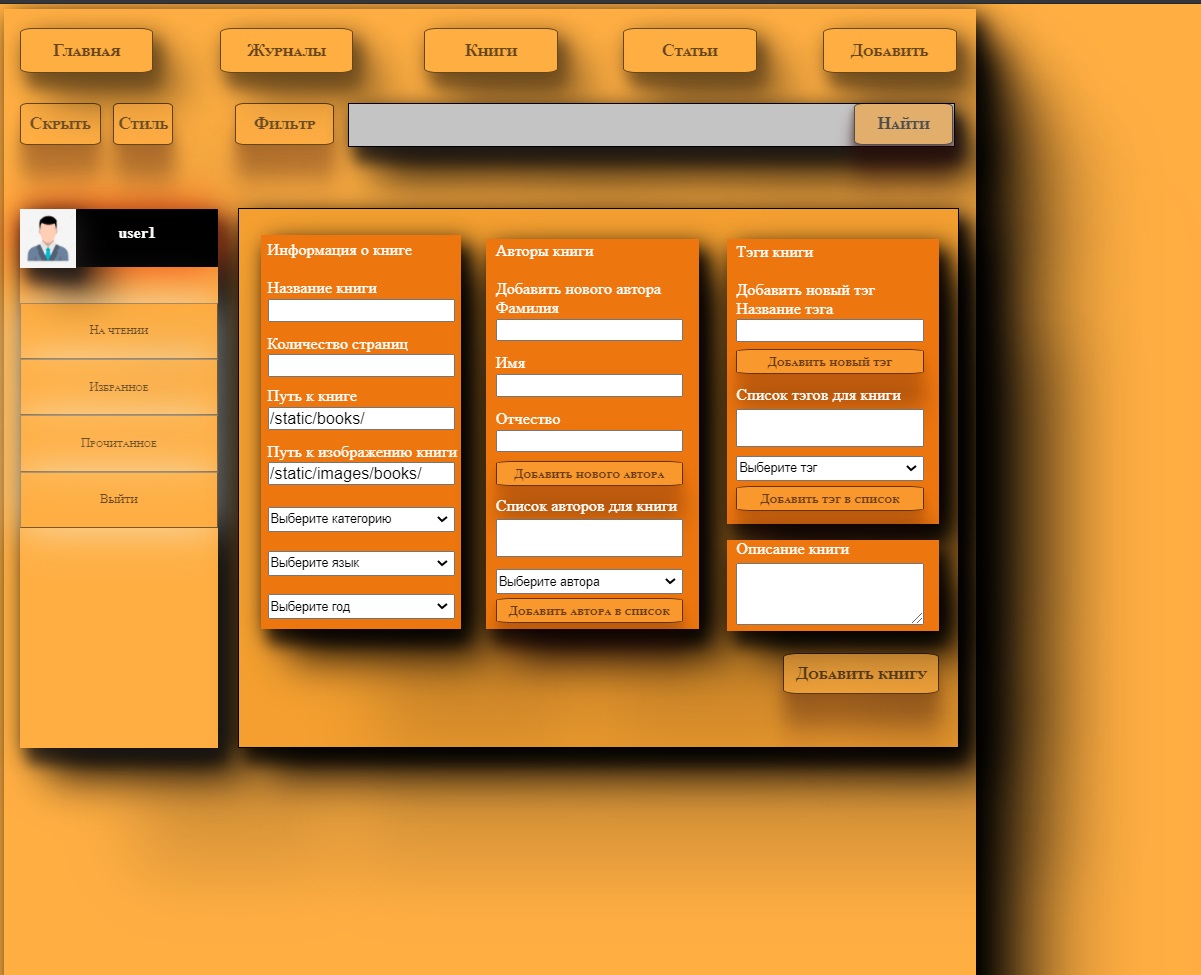 Главная
Журналы
Книги
Статьи
Добавить
Скрыть
Стиль
Фильтр
Найти
user1
На чтении
Избранное
Прочитанное
Выйти
Информация о книге
Название книги
Количество страниц
Путь к книге
/static/books/
Путь к изображению книги
/static/images/books/
Выберите категорию
Выберите язык
Выберите год
Авторы книги
Добавить нового автора
Фамилия
Имя
Отчество
Добавить нового автора
Список авторов для книги
Выберите автора
Добавить автора в список
Тэги книги
Добавить новый тэг
Название тэга
Добавить новый тэг
Список тэгов для книги
Выберите тэг
Добавить тэг в список
Описание книги
Добавить книгу